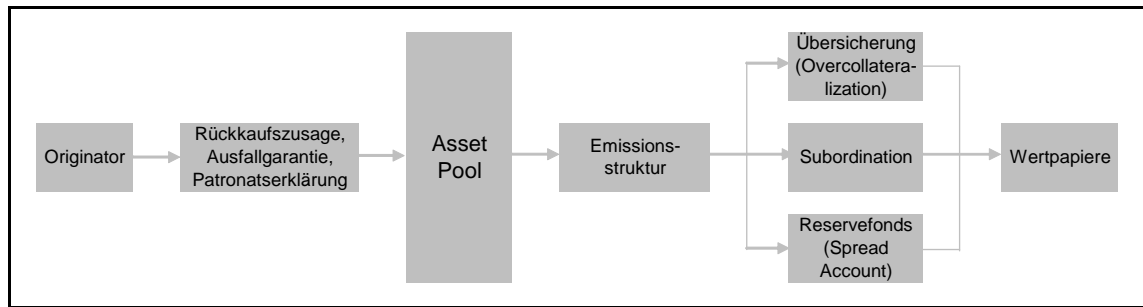 Originator
Rückkaufszusage,
Ausfallgarantie,
Patronatserklärung
Asset
Pool
Emissions-
struktur
Übersicherung
(Overcollatera-
lization)
Subordination
Reservefonds
(Spread
Account)
Wertpapiere